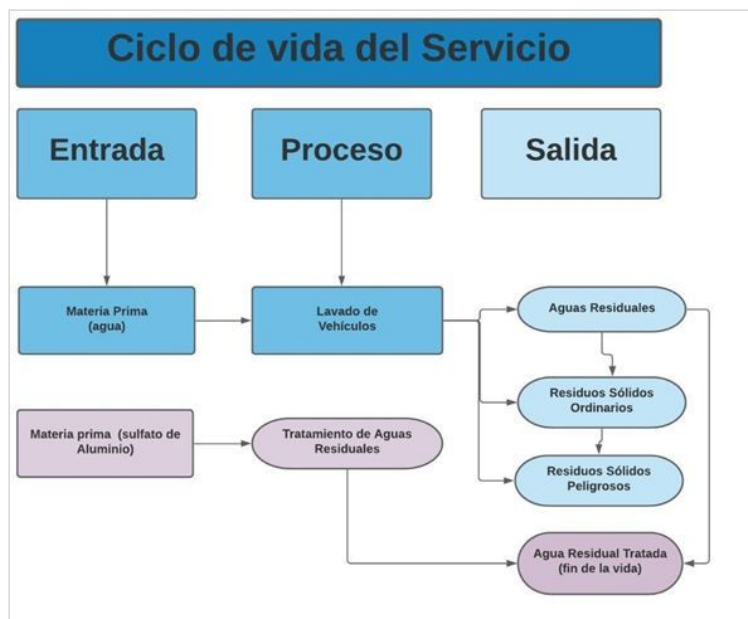 Ciclo de vida del Servicio
Entrada
Proceso
Salida
Materia Prima
(agua)
Lavado de
Vehículos
Aguas Residuales
Residuos Sólidos
Ordinarios
Materia prima (sulfato de
Aluminio)
Tratamiento de Aguas
Residuales
Residuos Sólidos
Peligrosos
Agua Residual Tratada
(fin de la vida)